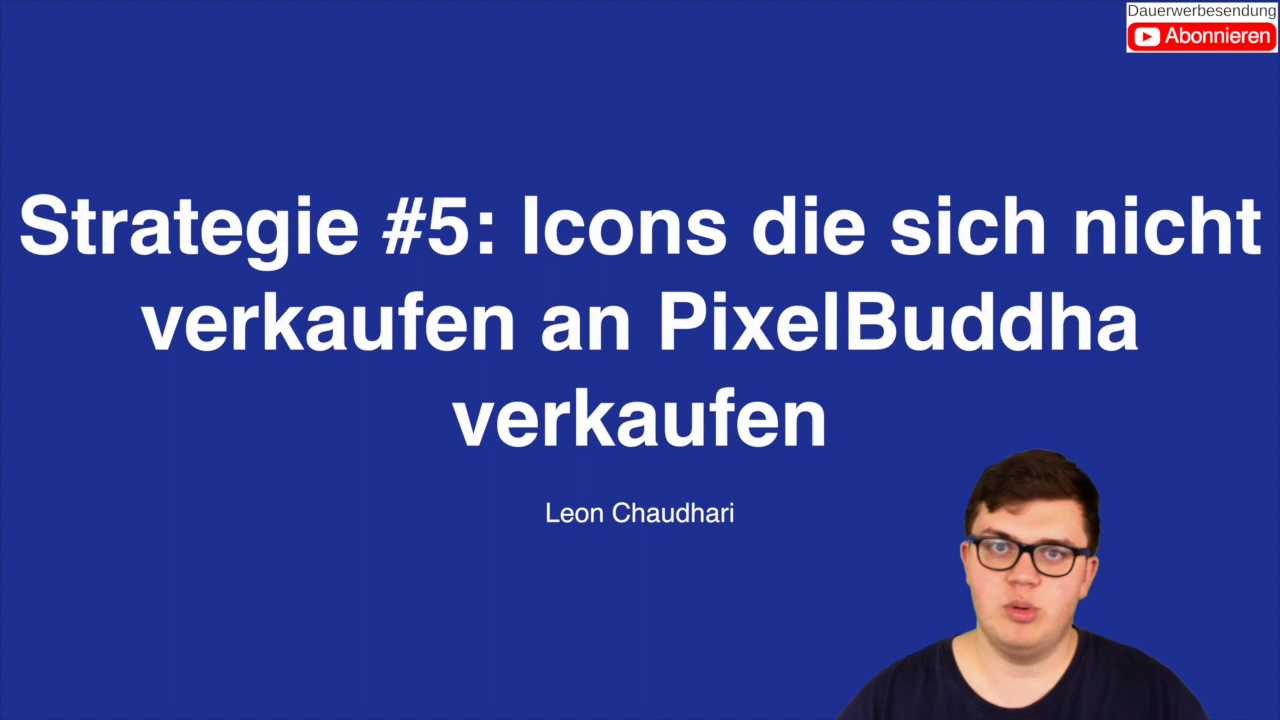 Dauerwerbesendung
Abonnieren
Strategie #5: Icons die sich nicht
verkaufen an PixelBuddha
verkaufen
Leon Chaudhari